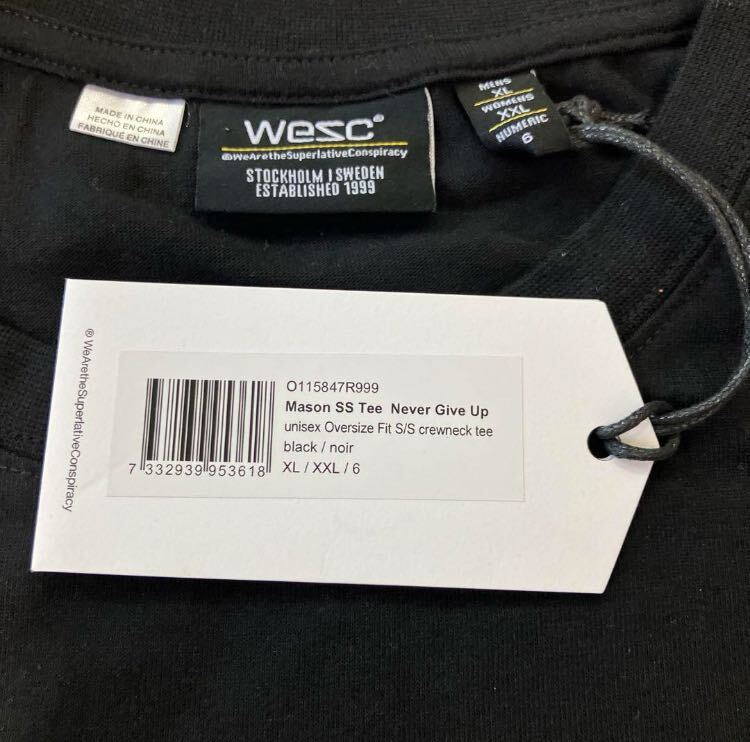 MADE IN CHINA
HECHO EN CHINA
FABRIQUÉ EN CHINE
wesc®
@WeAretheSuperlativeConspiracy
STOCKHOLM | SWEDEN
ESTABLISHED 1999
MENS
XL
WOMENS
XXL
NUMERIC
6
® WeAretheSuperlativeConspiracy
O115847R999
Mason SS Tee Never Give Up
unisex Oversize Fit S/S crewneck tee
black / noir
XL / XXL / 6
7 332939 953618